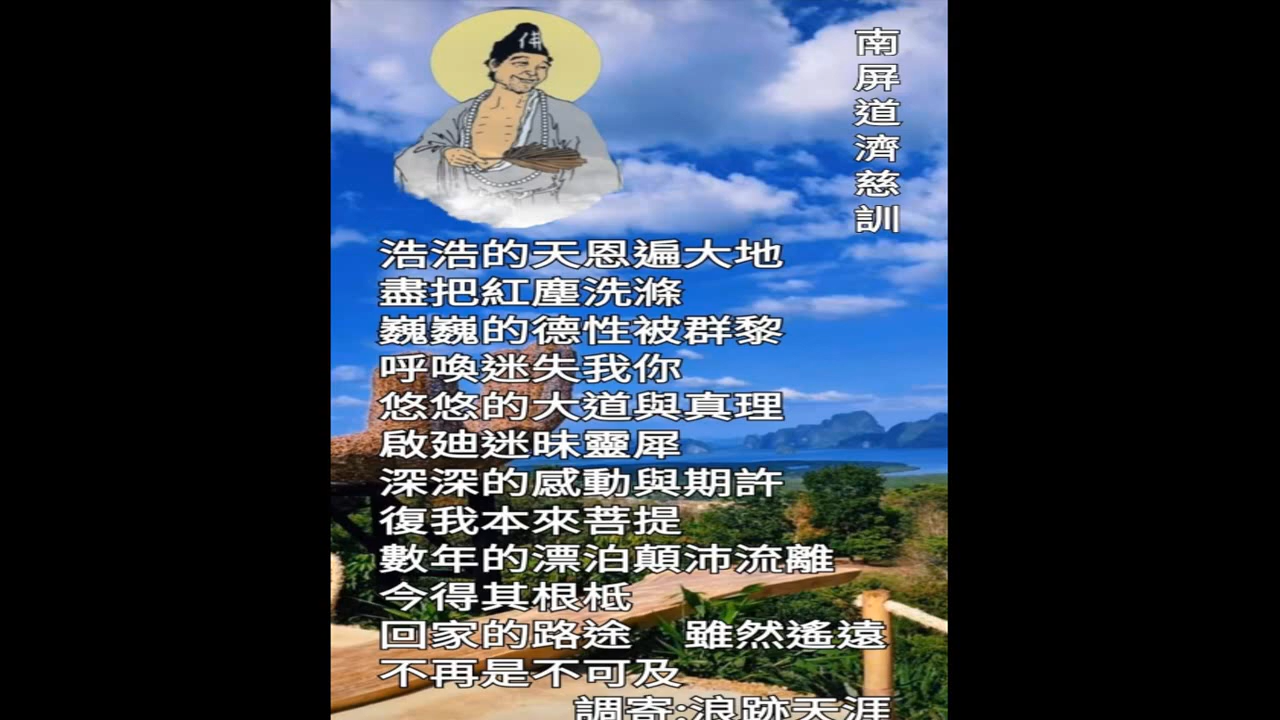 佛
南屏道濟慈訓
浩浩的天恩遍大地
盡把紅塵洗滌
巍巍的德性被群黎
呼喚迷失我你
悠悠的大道與真理
啟廸迷昧靈犀
深深的感動與期許
復我本來菩提
數年的漂泊顛沛流離
今得其根柢
回家的路途　雖然遙遠
不再是不可及
調寄:浪跡天涯